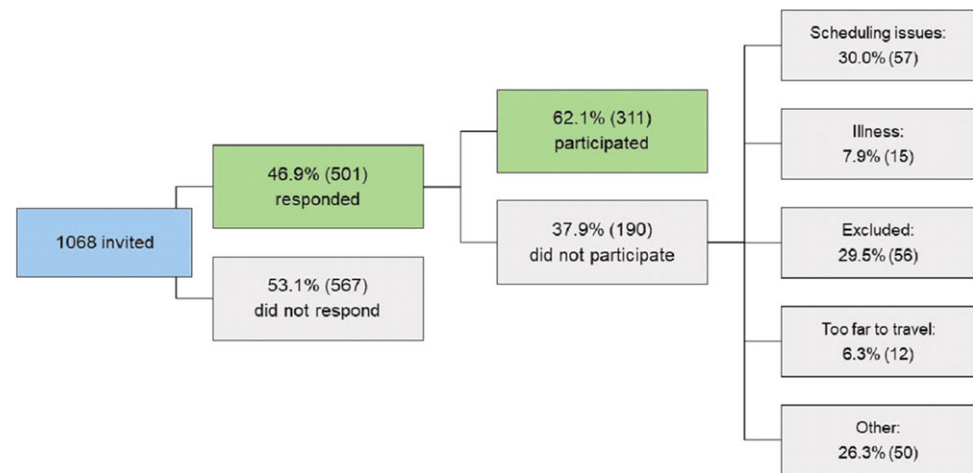 1068 invited
46.9% (501)
responded
53.1% (567)
did not respond
62.1% (311)
participated
37.9% (190)
did not participate
Scheduling issues:
30.0% (57)
Illness:
7.9% (15)
Excluded:
29.5% (56)
Too far to travel:
6.3% (12)
Other:
26.3% (50)